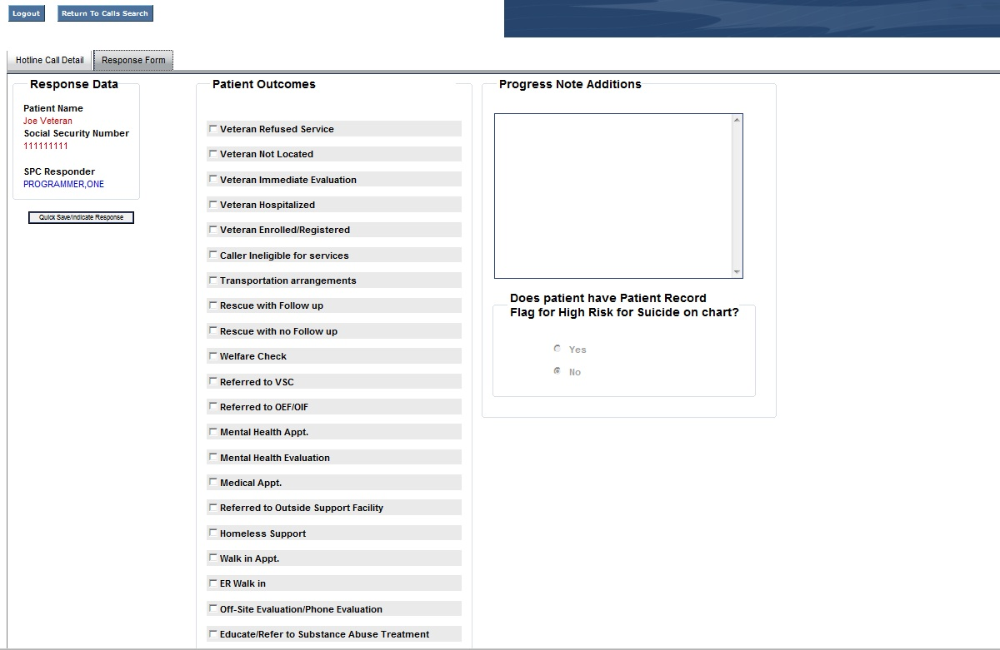 Logout
Return To Calls Search
Hotline Call Detail
Response Form
Response Data
Patient Name
Joe Veteran
Social Security Number
111111111
SPC Responder
PROGRAMMER,ONE
Quick Save/Indicate Response
Patient Outcomes
Veteran Refused Service
Veteran Not Located
Veteran Immediate Evaluation
Veteran Hospitalized
Veteran Enrolled/Registered
Caller Ineligible for services
Transportation arrangements
Rescue with Follow up
Rescue with no Follow up
Welfare Check
Referred to VSC
Referred to OEF/OIF
Mental Health Appt.
Mental Health Evaluation
Medical Appt.
Referred to Outside Support Facility
Homeless Support
Walk in Appt.
ER Walk in
Off-Site Evaluation/Phone Evaluation
Educate/Refer to Substance Abuse Treatment
Progress Note Additions
Does patient have Patient Record
Flag for High Risk for Suicide on chart?
Yes
No